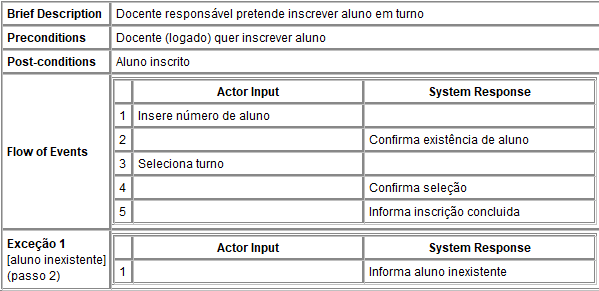 Brief Description Docente responsável pretende inscrever aluno em turno
Preconditions Docente (logado) quer inscrever aluno
Post-conditions Aluno inscrito
Flow of Events
Actor Input System Response
1 Insere número de aluno
2 Confirma existência de aluno
3 Seleciona turno
4 Confirma seleção
5 Informa inscrição concluida
Exceção 1
[aluno inexistente]
(passo 2)
Actor Input System Response
1 Informa aluno inexistente